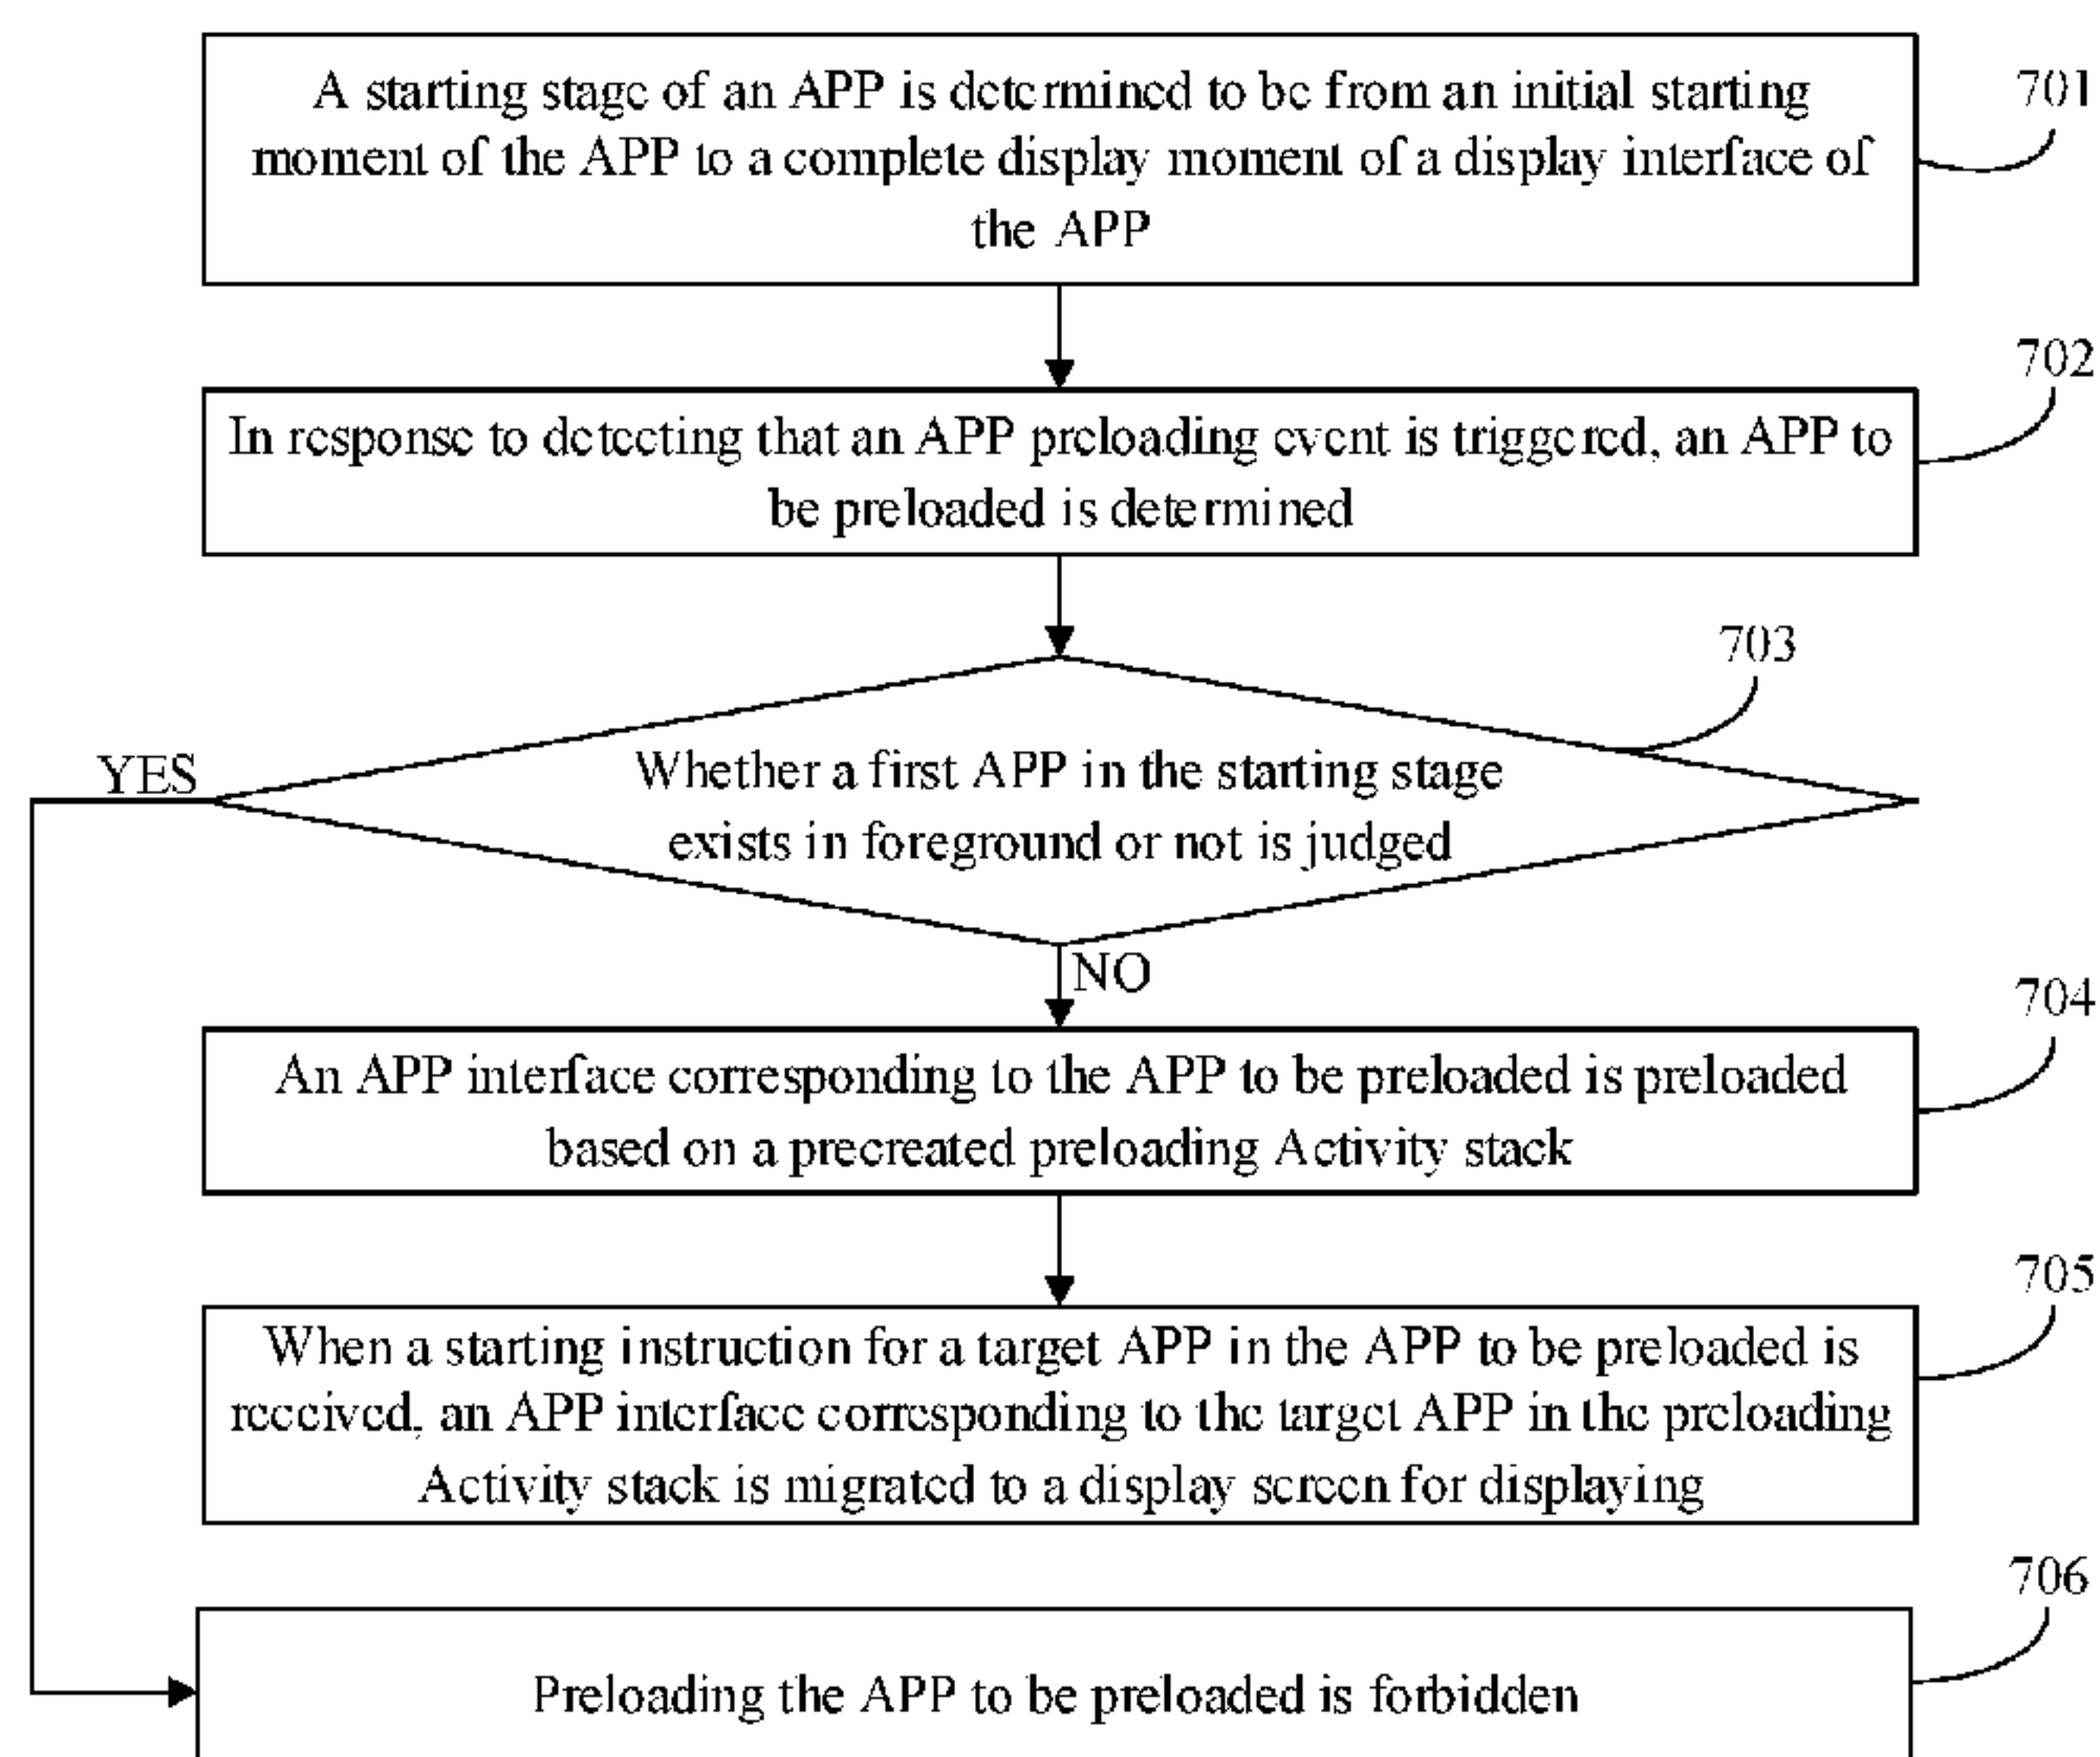 A starting stage of an APP is determined to be from an initial starting
moment of the APP to a complete display moment of a display interface of
the APP
701
702
In response to detecting that an APP preloading event is triggered, an APP to
be preloaded is determined
703
YES
Whether a first APP in the starting stage
exists in foreground or not is judged
NO
704
An APP interface corresponding to the APP to be preloaded is preloaded
based on a precreated preloading Activity stack
705
When a starting instruction for a target APP in the APP to be preloaded is
received, an APP interface corresponding to the target APP in the preloading
Activity stack is migrated to a display screen for displaying
706
Preloading the APP to be preloaded is forbidden